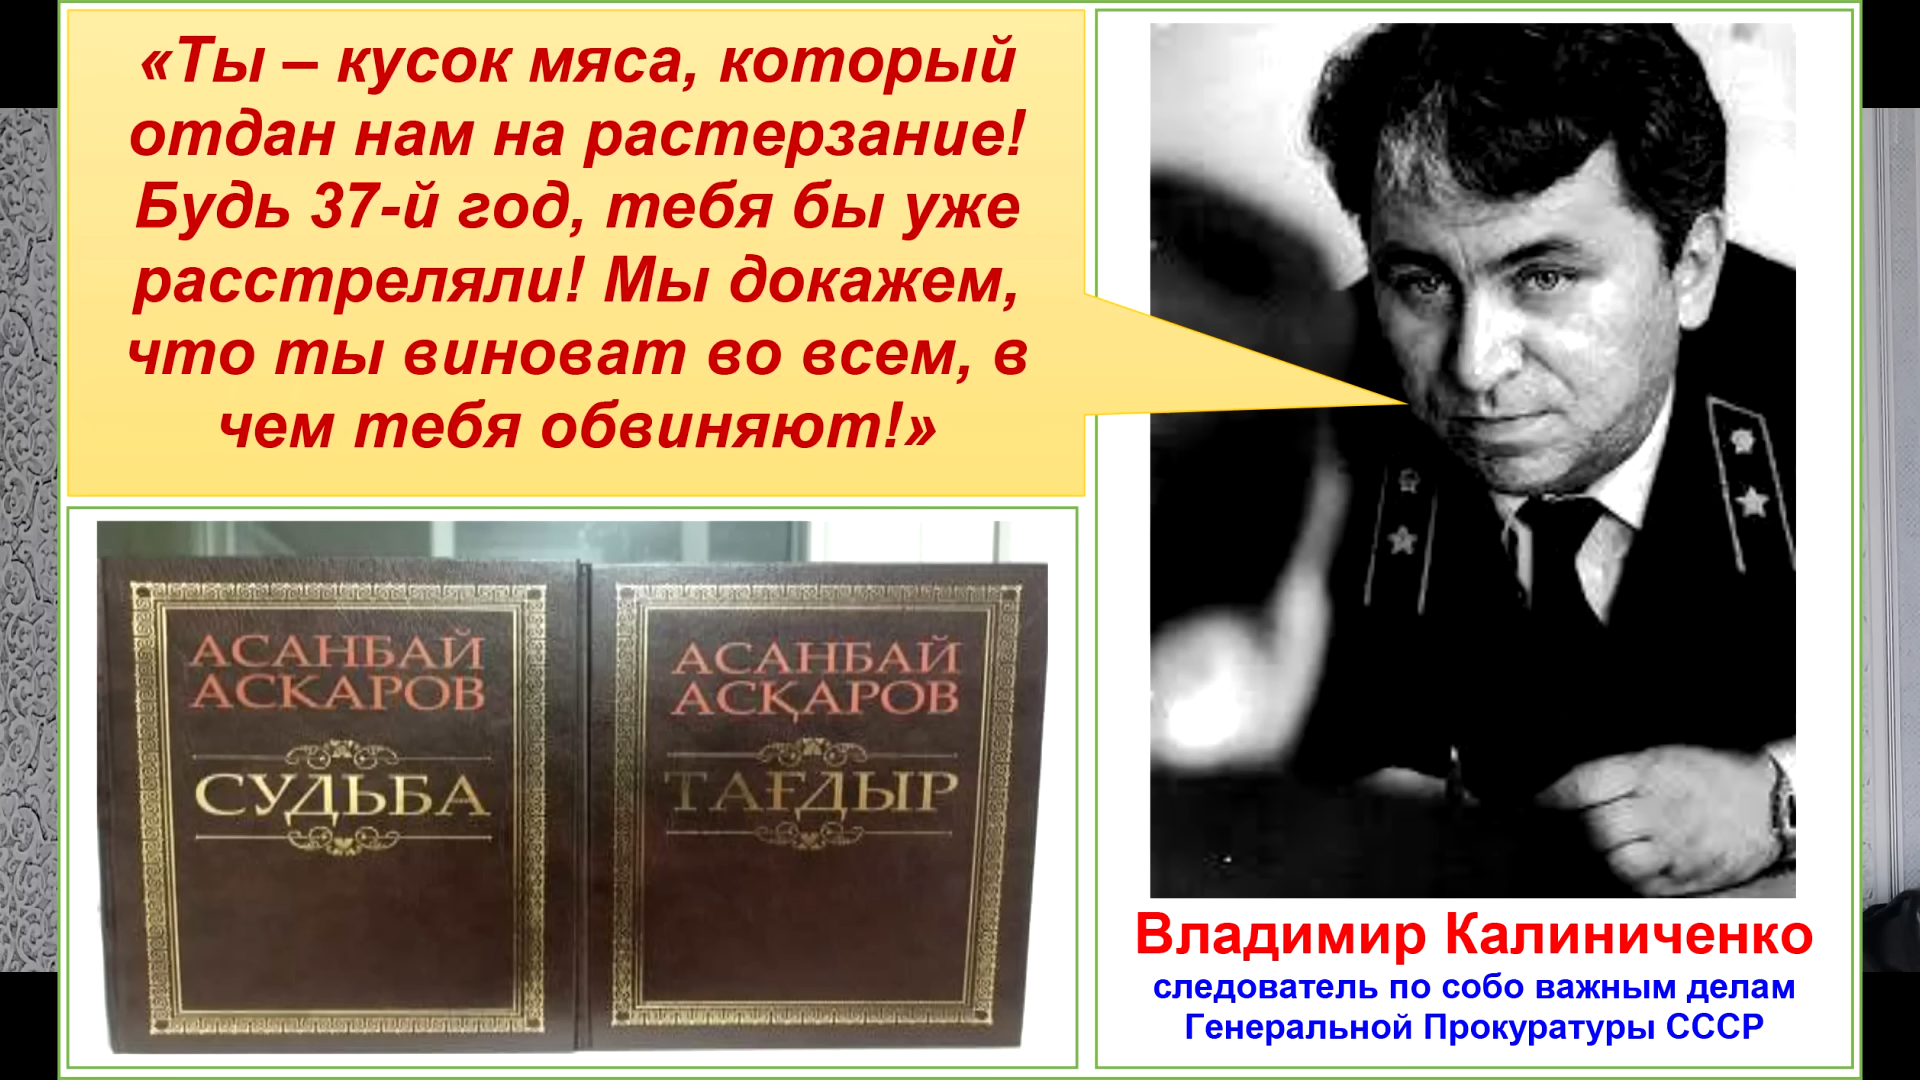 «Ты – кусок мяса, который
отдан нам на растерзание!
Будь 37-й год, тебя бы уже
расстреляли! Мы докажем,
что ты виноват во всем, в
чем тебя обвиняют!»
АСАНБАЙ
АСКАРОВ
СУДЬБА
АСАНБАЙ
АСҚАРОВ
ТАҒДЫР
Владимир Калиниченко
следователь по собо важным делам
Генеральной Прокуратуры СССР